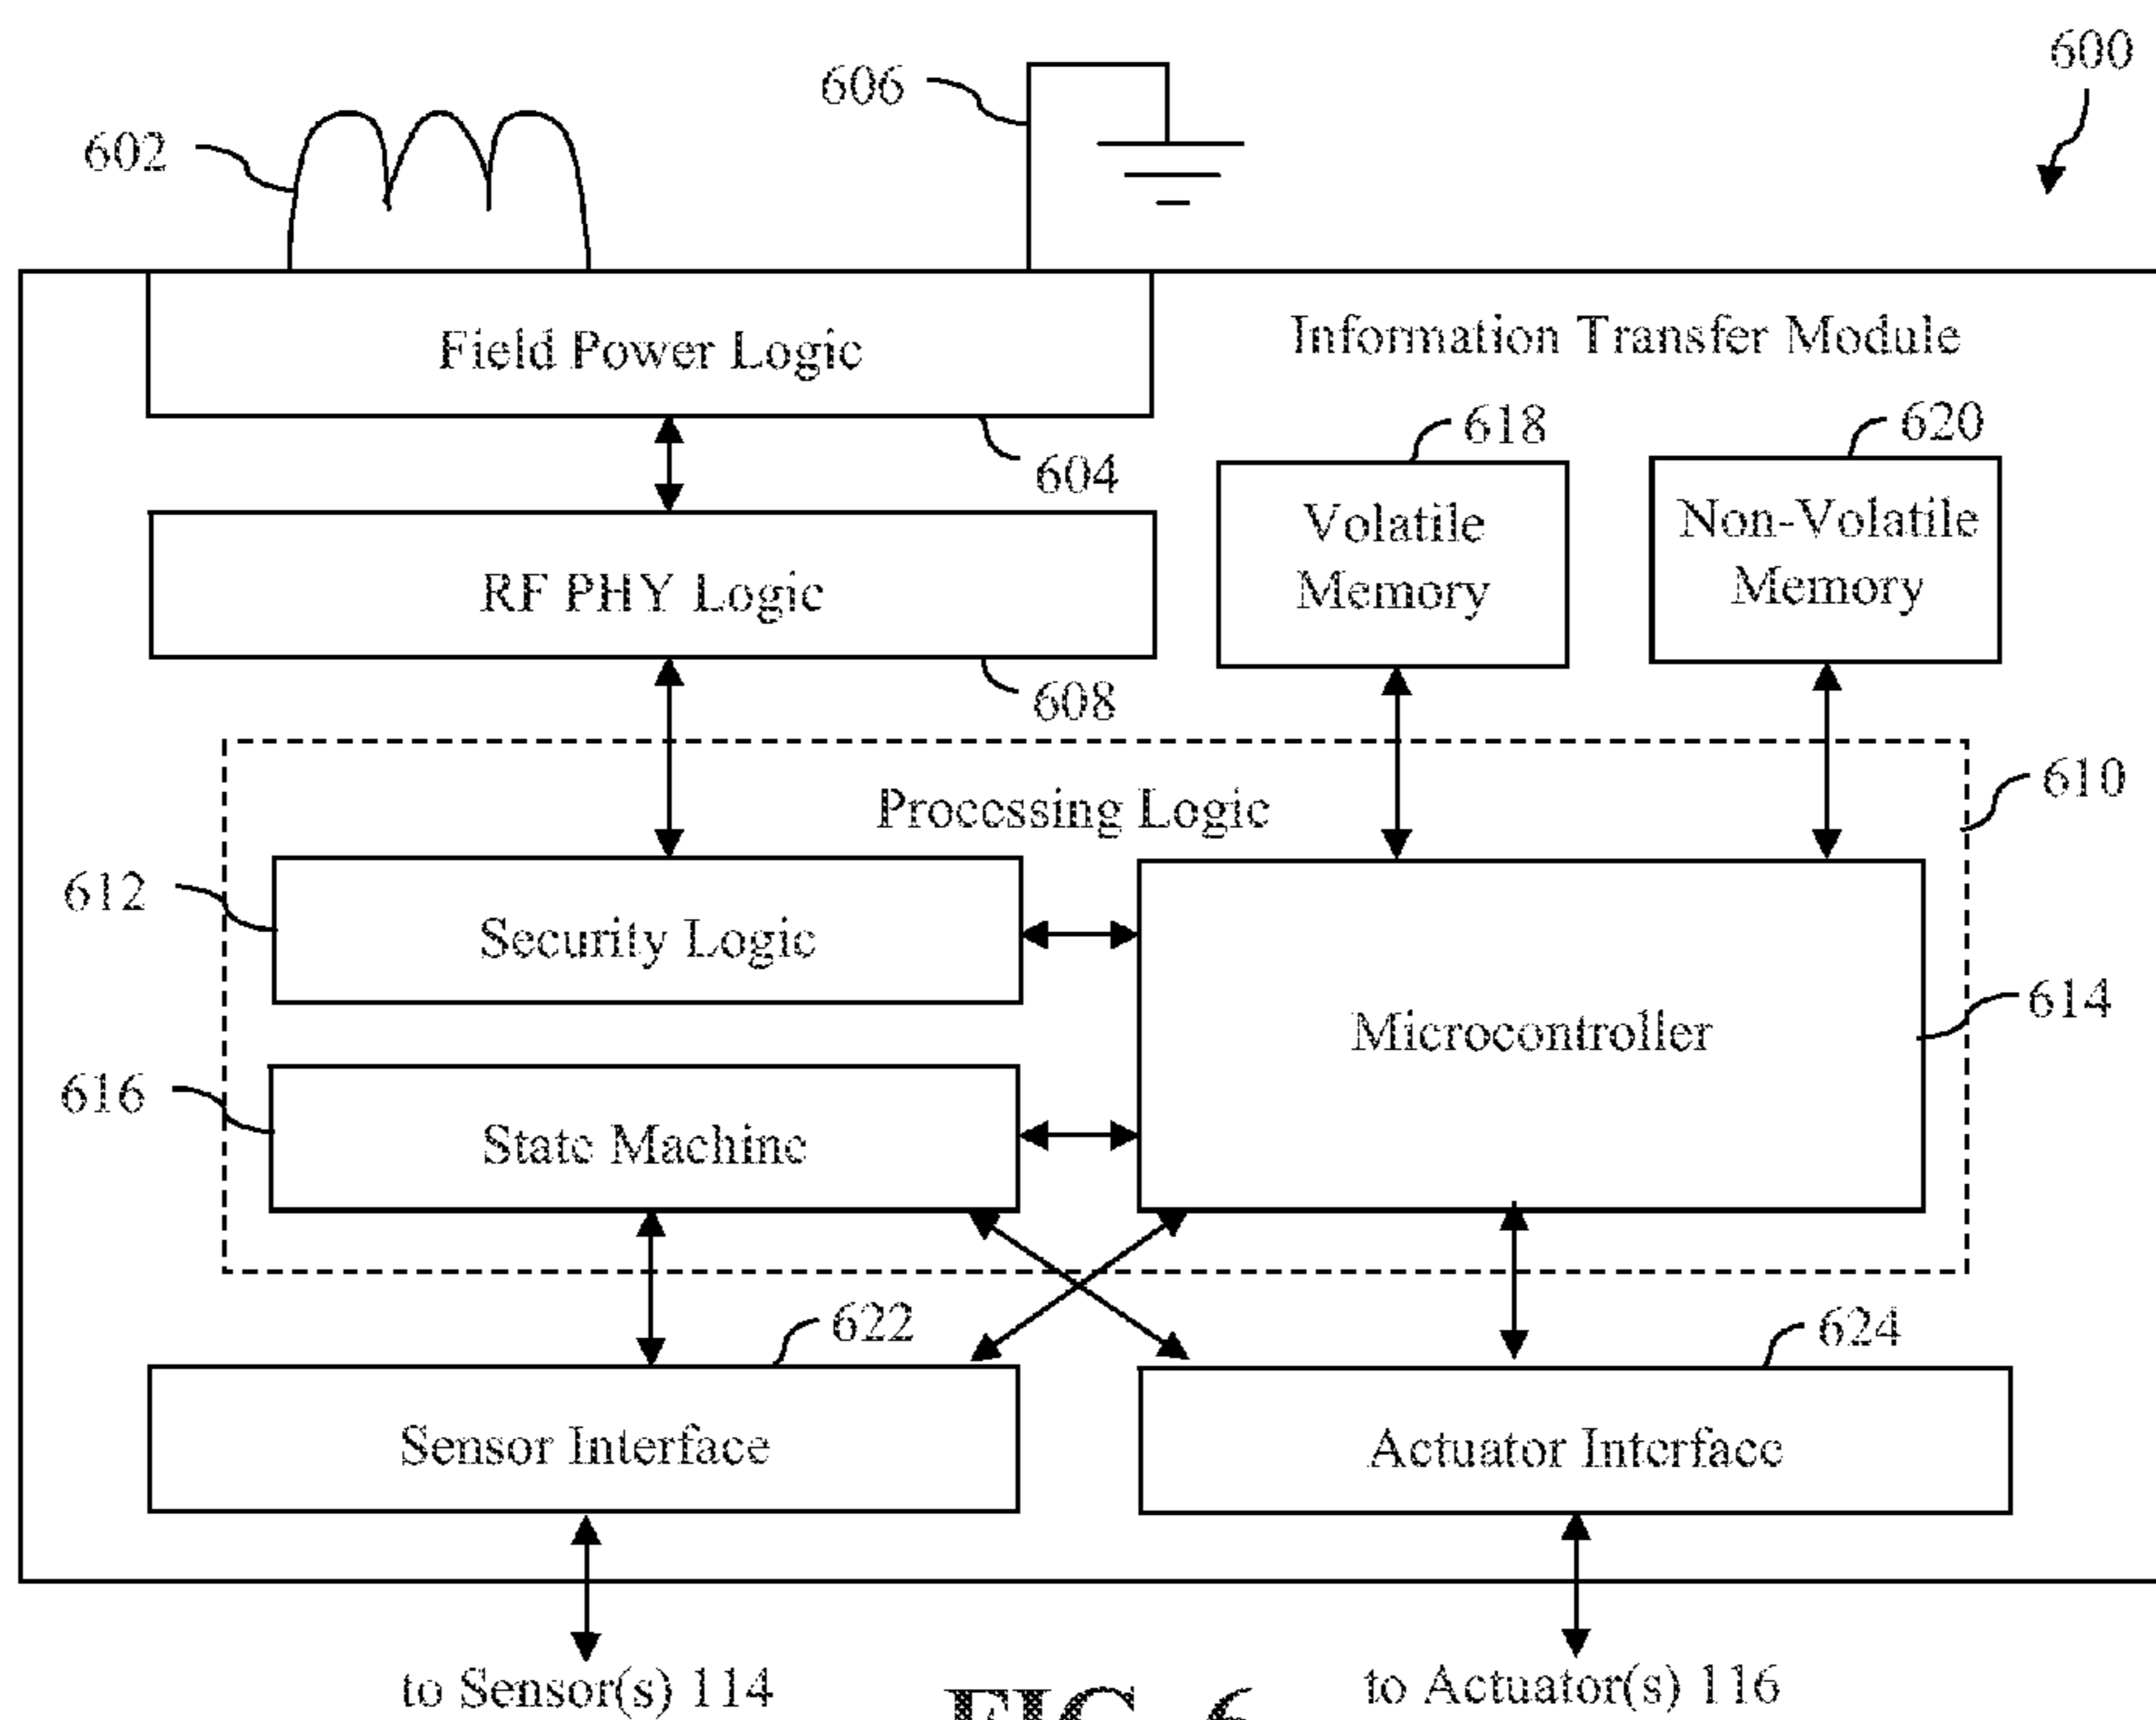 600
606
602
Field Power Logic
Information Transfer Module
604
618
620
Volatile
Memory
Non-Volatile
Memory
RF PHY Logic
608
610
Processing Logic
612
Security Logic
Microcontroller
614
616
State Machine
622
624
Sensor Interface
Actuator Interface
to Sensor(s) 114
to Actuator(s) 116
FIG. 6